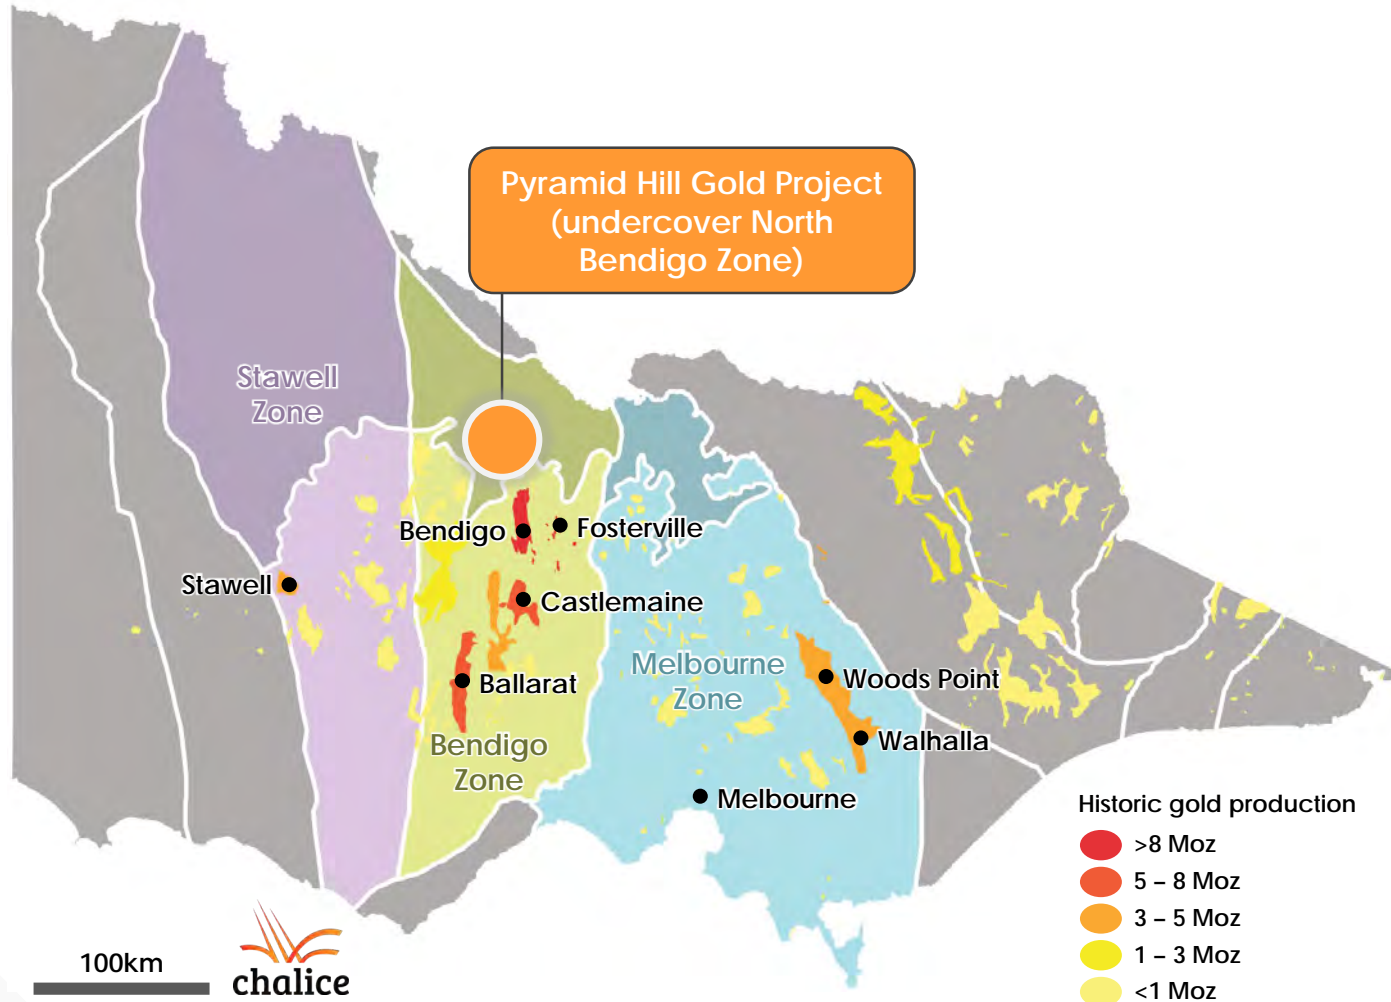 Pyramid Hill Gold Project
(undercover North
Bendigo Zone)
Stawell
Zone
Bendigo
Fosterville
Stawell
Castlemaine
Melbourne
Zone
Woods Point
Ballarat
Walhalla
Bendigo
Zone
Melbourne
Historic gold production
>8 Moz
5 – 8 Moz
3 – 5 Moz
1 – 3 Moz
<1 Moz
100km
chalice